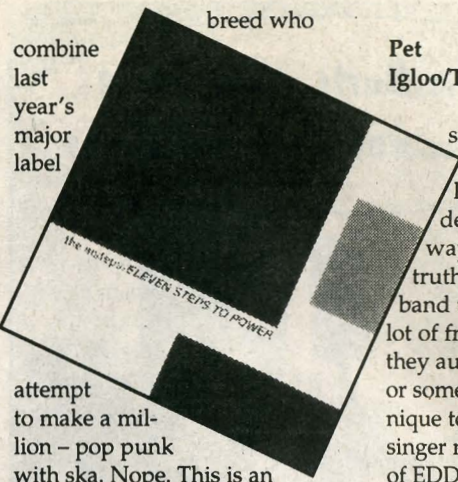 breed who
combine
last
year's
major
label
the ELEVEN STEPS TO POWER
attempt
to make a mil-
lion – pop punk
with ska. Nope. This is an
Pet
Igloo/T
s
de
wa
truth
band
lot of fr
they au
or some
nique to
singer r
of EDD